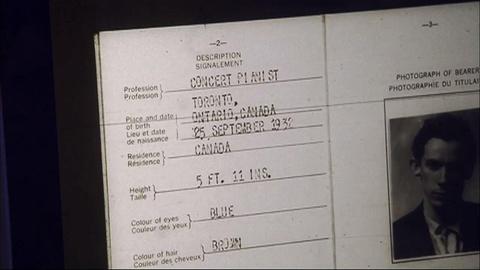 —2—
DESCRIPTION
SIGNALEMENT
Profession
Profession
CONCERT PIANIST
Place and date
of birth
Lieu et date
de naissance
TORONTO,
ONTARIO, CANADA
25, SEPTEMBER 1932
Residence
Résidence
CANADA
Height
Taille
5 FT. 11 INS.
Colour of eyes
Couleur des yeux
BLUE
Colour of hair
Couleur des cheveux
BROWN
—3—
PHOTOGRAPH OF BEARER
PHOTOGRAPHIE DU TITULA